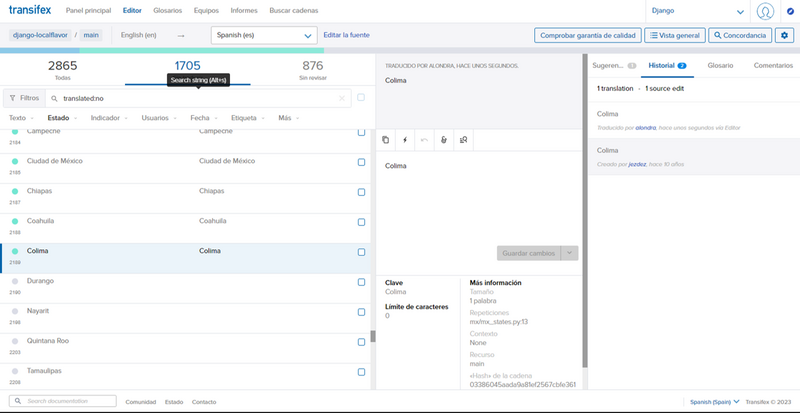 transifex Panel principal Editor Glosarios Equipos Informes Buscar cadenas Django
django-localflavor / main English (en) → Spanish (es) Editar la fuente Comprobar garantía de calidad Vista general Concordancia
2865 1705 876
Todas Sin revisar
Search string (Alt+s)
Filtros translated:no
Texto Estado Indicador Usuarios Fecha Etiqueta Más
Campeche Campeche
2184
Ciudad de México Ciudad de México
2185
Chiapas Chiapas
2187
Coahuila Coahuila
2188
Colima Colima
2189
Durango
2190
Nayarit
2198
Quintana Roo
2203
Tamaulipas
2208
TRADUCIDO POR ALONDRA, HACE UNOS SEGUNDOS.
Colima
Colima
Guardar cambios
Clave
Colima
Límite de caracteres
0
Más información
Tamaño
1 palabra
Repeticiones
mx/mx_states.py:13
Contexto
None
Recurso
main
«Hash» de la cadena
03386045aada9a81ef2567cb1e361
Sugeren... 1 Historial 2 Glosario Comentarios
1 translation • 1 source edit
Colima
Traducido por alondra, hace unos segundos vía Editor
Colima
Creado por jezdez, hace 10 años
Search documentation Comunidad Estado Contacto Spanish (Spain) Transifex © 2023